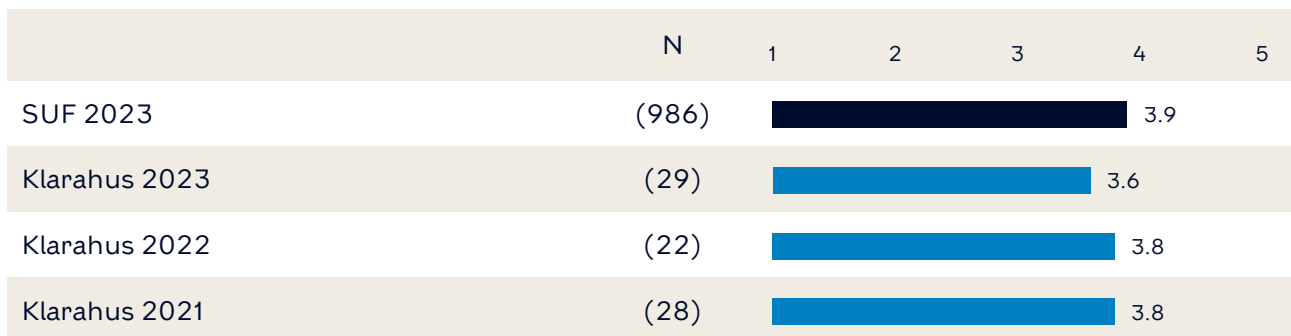 N 1 2 3 4 5
SUF 2023 (986) 3.9
Klarahus 2023 (29) 3.6
Klarahus 2022 (22) 3.8
Klarahus 2021 (28) 3.8